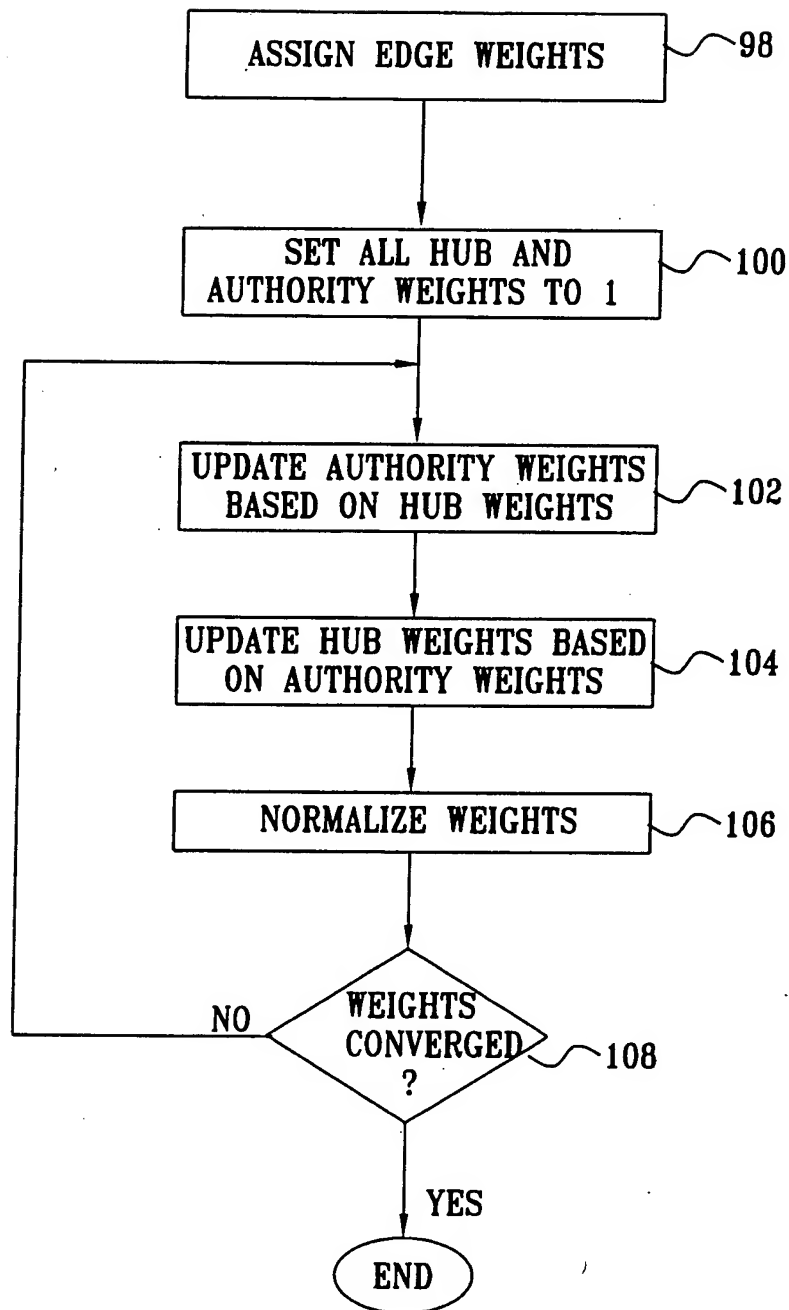 ASSIGN EDGE WEIGHTS
98
SET ALL HUB AND
AUTHORITY WEIGHTS TO 1
100
UPDATE AUTHORITY WEIGHTS
BASED ON HUB WEIGHTS
102
UPDATE HUB WEIGHTS BASED
ON AUTHORITY WEIGHTS
104
NORMALIZE WEIGHTS
106
NO
WEIGHTS
CONVERGED
?
108
YES
END